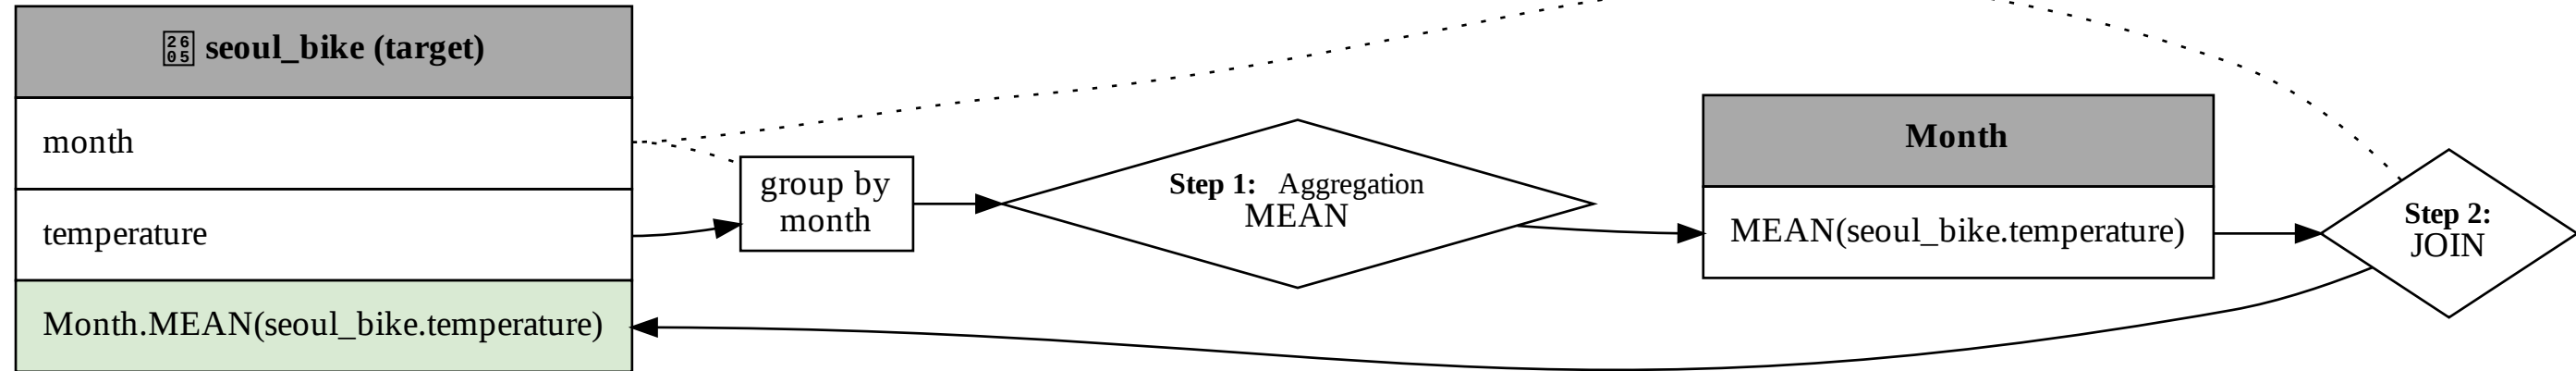 seoul_bike (target)
month
temperature
Month.MEAN(seoul_bike.temperature)
group by
month
Step 1: Aggregation
MEAN
Month
MEAN(seoul_bike.temperature)
Step 2:
JOIN